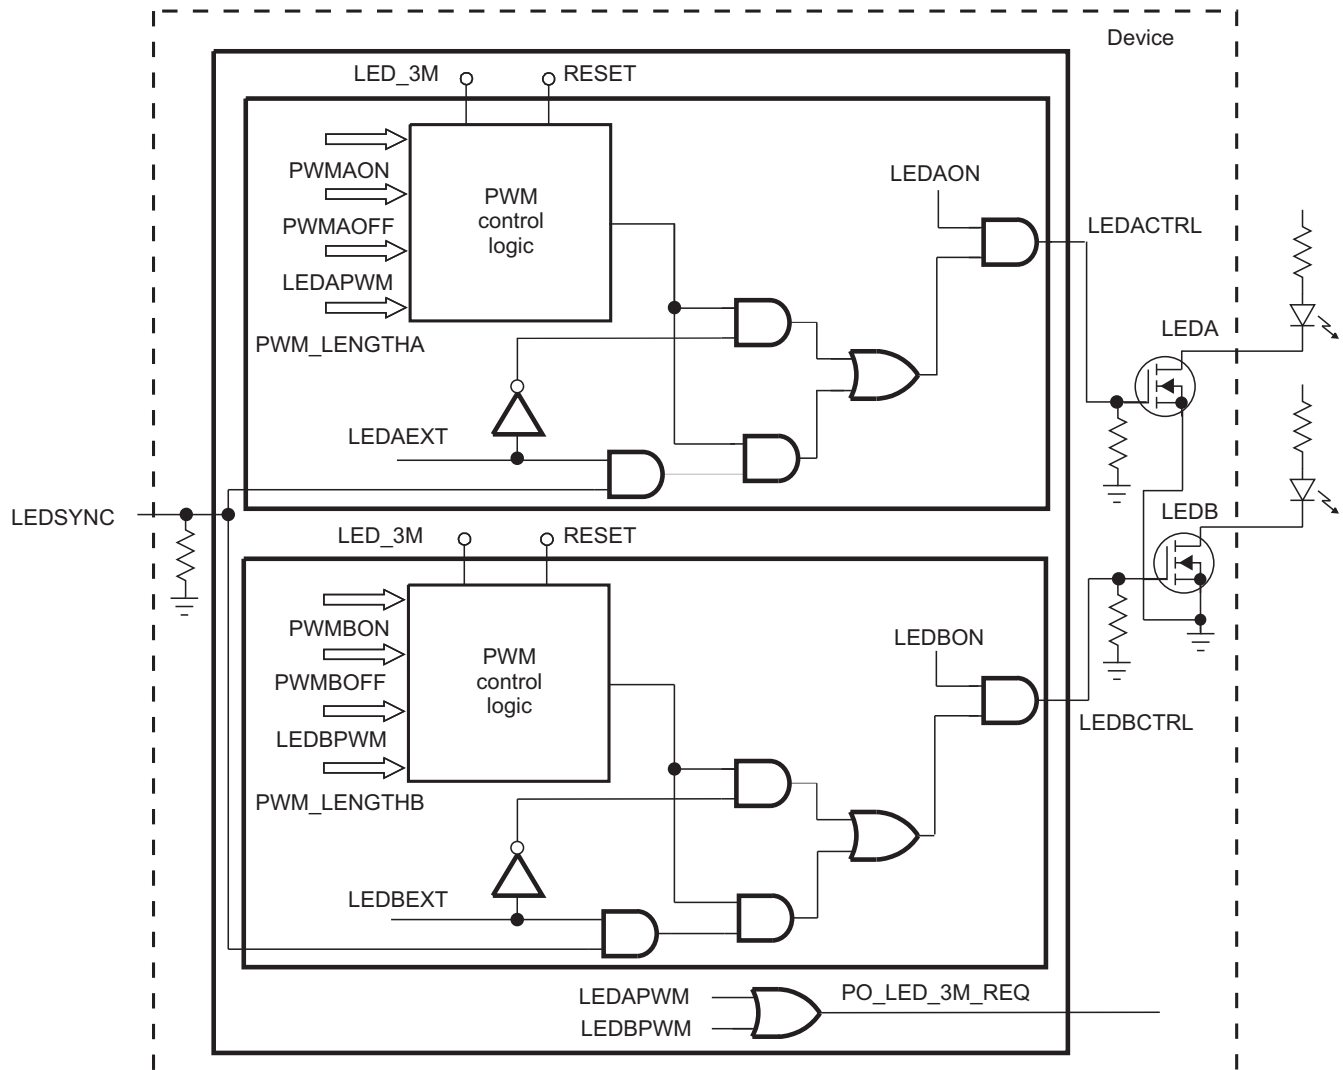 Device
LED_3M
RESET
PWMAON
PWMAOFF
LEDAPWM
PWM_LENGTHA
PWM
control
logic
LEDAON
LEDACTRL
LEDA
LEDAEXT
LEDSYNC
LEDB
LED_3M
RESET
PWMBON
PWMBOFF
LEDBPWM
PWM_LENGTHB
PWM
control
logic
LEDBON
LEDBCTRL
LEDBEXT
LEDAPWM
LEDBPWM
PO_LED_3M_REQ